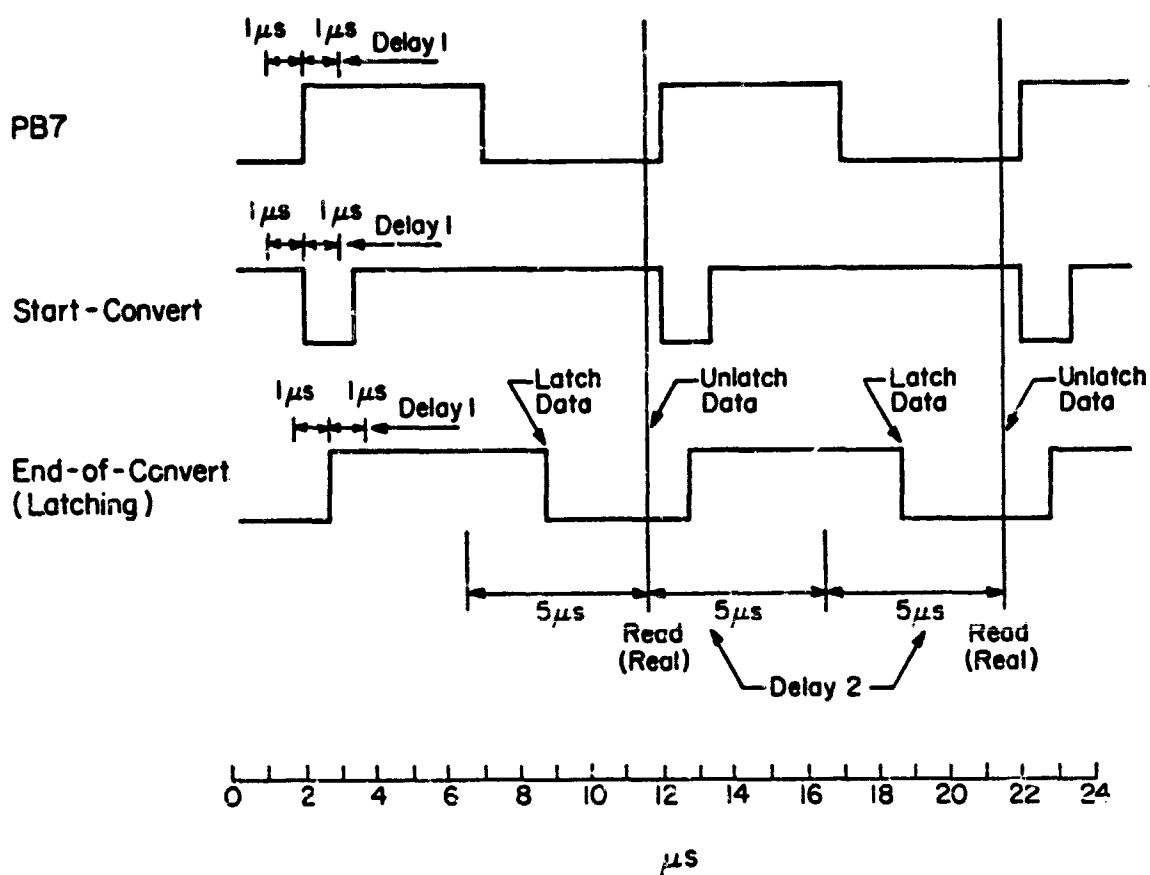 1μs 1μs Delay 1
PB7
1μs 1μs Delay 1
Start-Convert
Latch Data
Unlatch Data
Latch Data
Unlatch Data
1μs 1μs Delay 1
End-of-Convert
(Latching)
5μs 5μs 5μs
Read
(Real)
Read
(Real)
Delay 2
0 2 4 6 8 10 12 14 16 18 20 22 24
μs